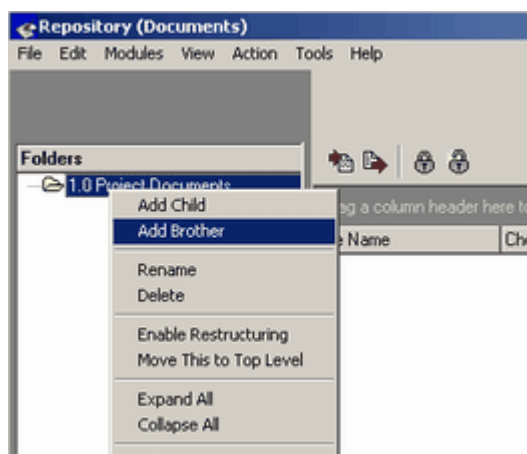 Repository (Documents)
File Edit Modules View Action Tools Help
Folders
1.0 Project Documents
Add Child
ag a column header here to
Add Brother
e Name Ch
Rename
Delete
Enable Restructuring
Move This to Top Level
Expand All
Collapse All